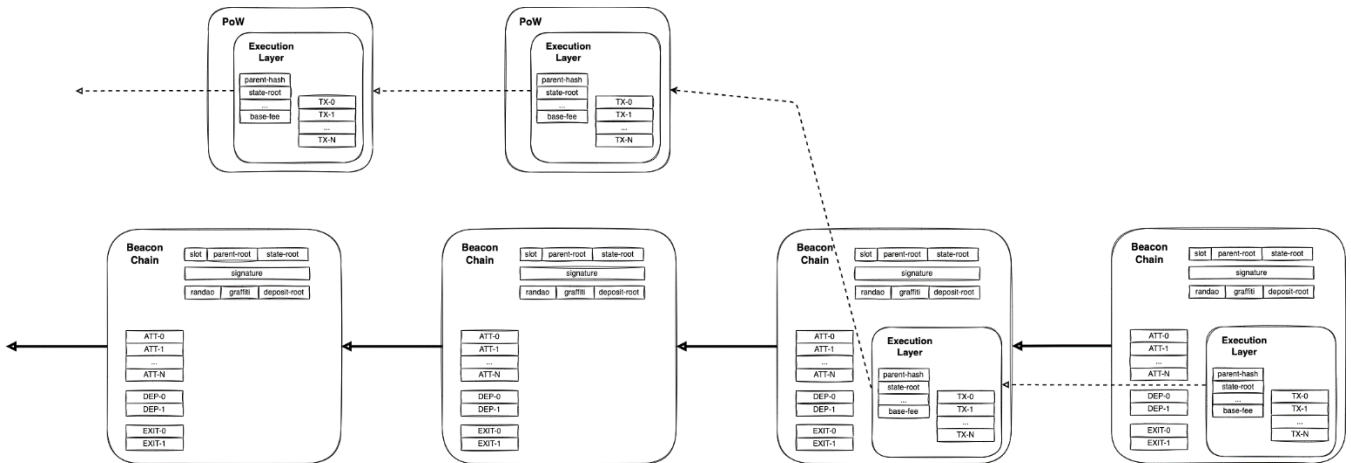 PoW
Execution
Layer
parent-hash
state-root
...
base-fee
TX-0
TX-1
...
TX-N
PoW
Execution
Layer
parent-hash
state-root
...
base-fee
TX-0
TX-1
...
TX-N
Beacon
Chain
slot parent-root state-root
signature
randao graffiti deposit-root
ATT-0
ATT-1
...
ATT-N
DEP-0
DEP-1
EXIT-0
EXIT-1
Beacon
Chain
slot parent-root state-root
signature
randao graffiti deposit-root
ATT-0
ATT-1
...
ATT-N
DEP-0
DEP-1
EXIT-0
EXIT-1
Beacon
Chain
slot parent-root state-root
signature
randao graffiti deposit-root
ATT-0
ATT-1
...
ATT-N
DEP-0
DEP-1
EXIT-0
EXIT-1
Execution
Layer
parent-hash
state-root
...
base-fee
TX-0
TX-1
...
TX-N
Beacon
Chain
slot parent-root state-root
signature
randao graffiti deposit-root
ATT-0
ATT-1
...
ATT-N
DEP-0
DEP-1
EXIT-0
EXIT-1
Execution
Layer
parent-hash
state-root
...
base-fee
TX-0
TX-1
...
TX-N